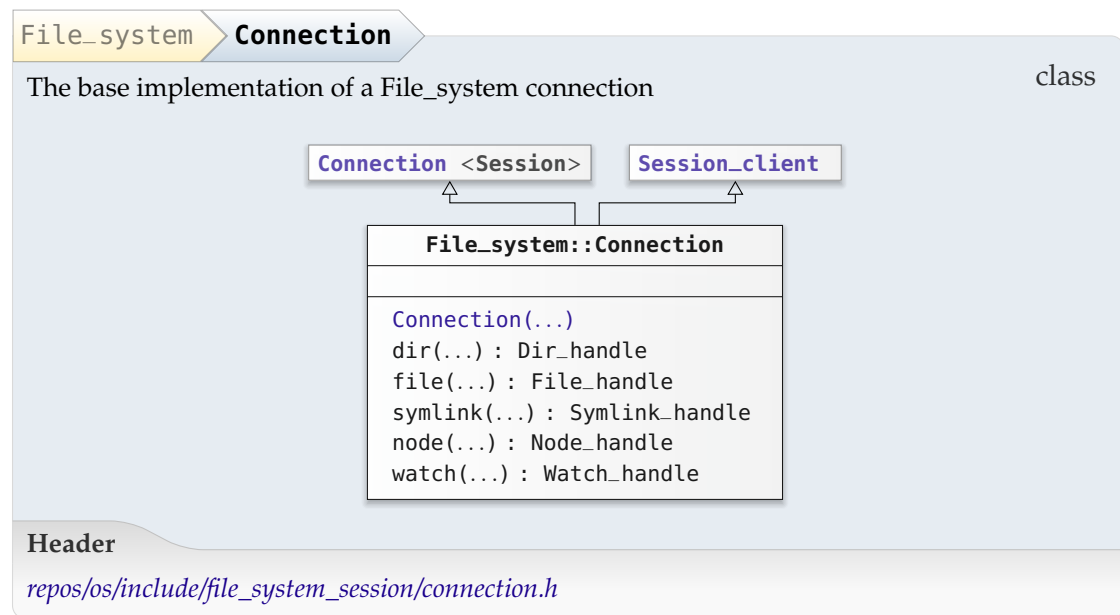 File_system Connection
class
The base implementation of a File_system connection
Connection <Session> Session_client
File_system::Connection
Connection(...)
dir(...) : Dir_handle
file(...) : File_handle
symlink(...) : Symlink_handle
node(...) : Node_handle
watch(...) : Watch_handle
Header
repos/os/include/file_system_session/connection.h